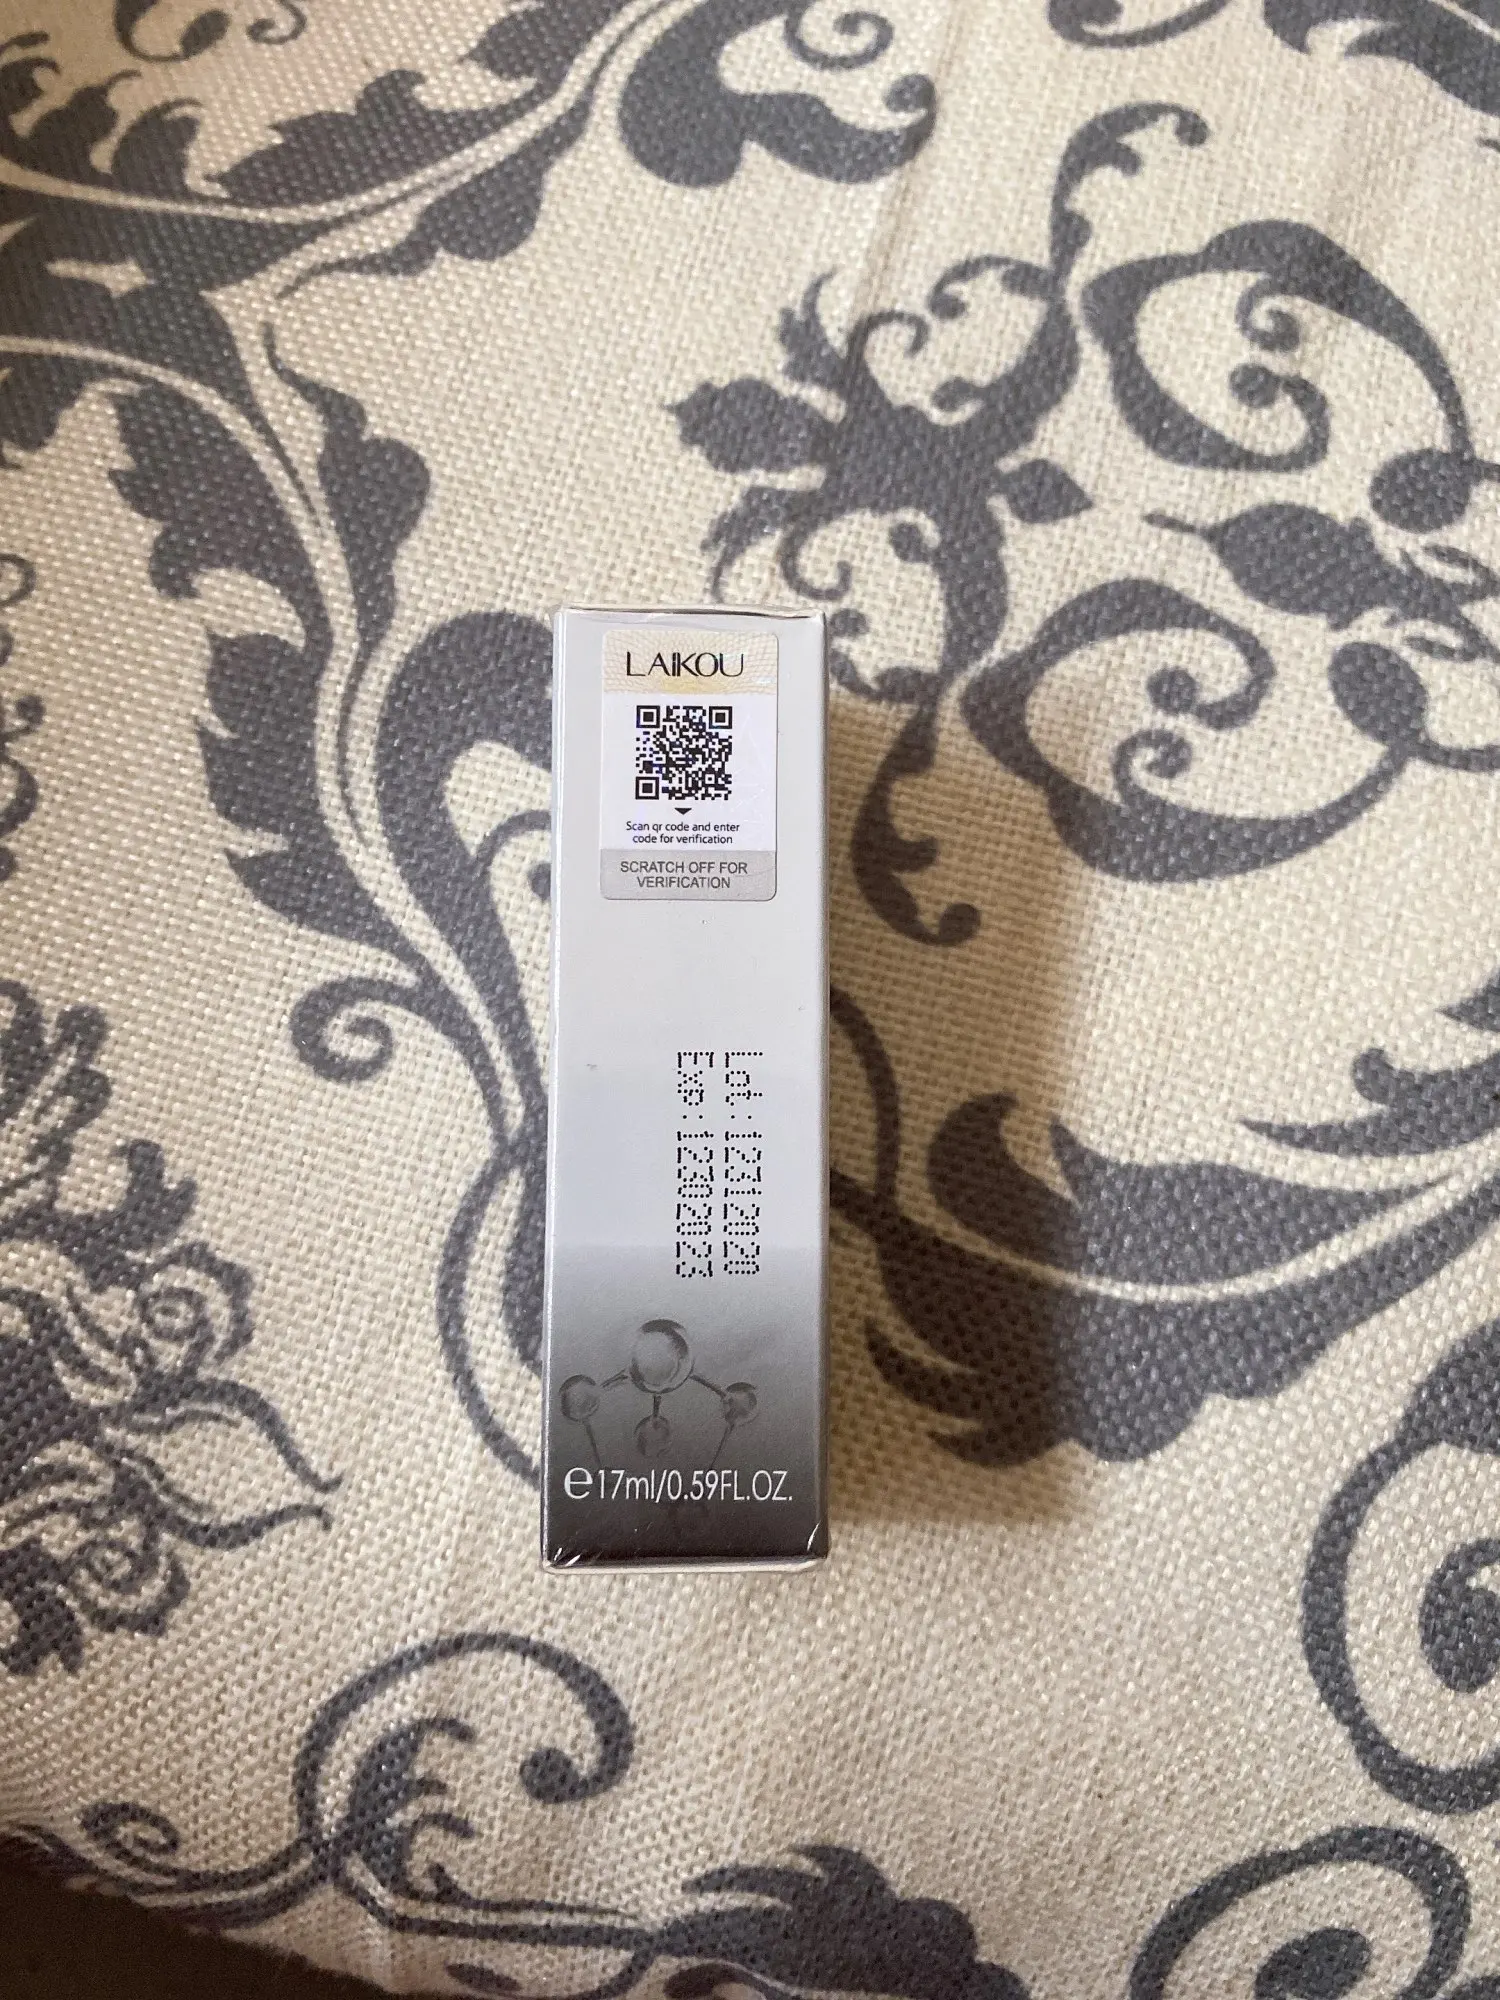 LAIKOU
Scan qr code and enter
code for verification
SCRATCH OFF FOR
VERIFICATION
Lot:12312020
Exp:12302023
e17ml/0.59FL.OZ.